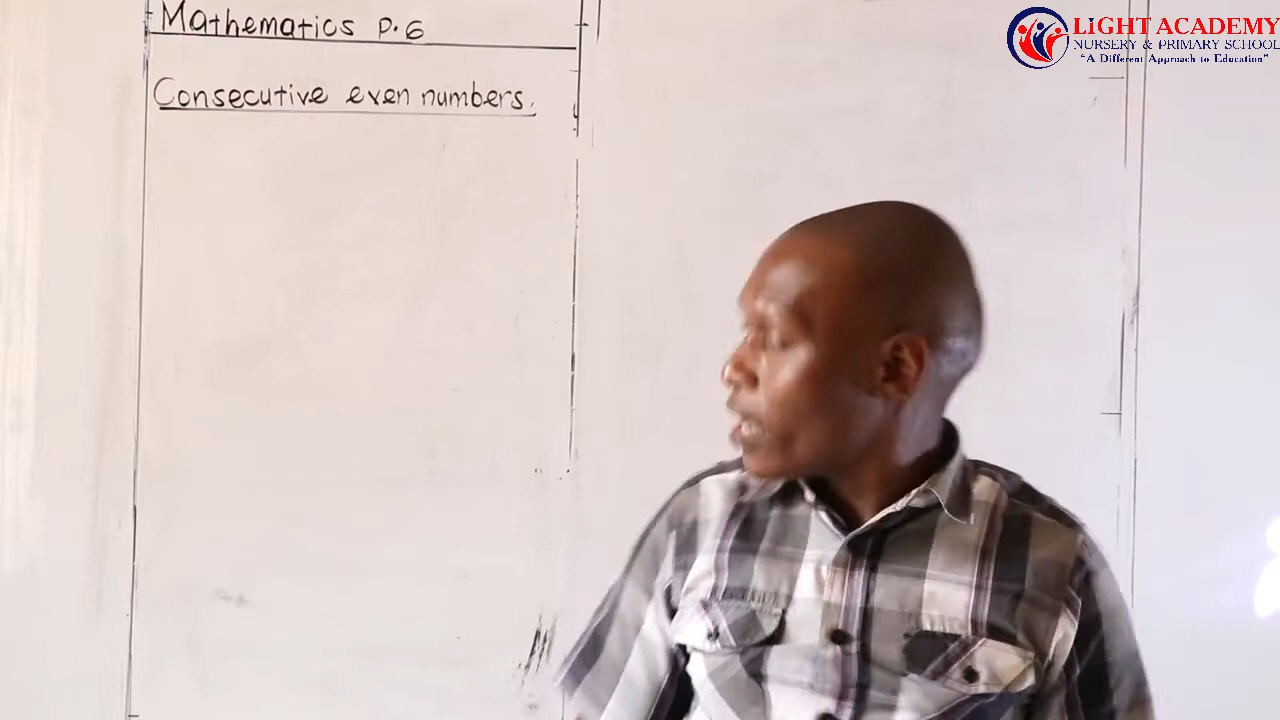 Mathematics P.6
Consecutive even numbers.
LIGHT ACADEMY
NURSERY & PRIMARY SCHOOL
"A Different Approach to Education"